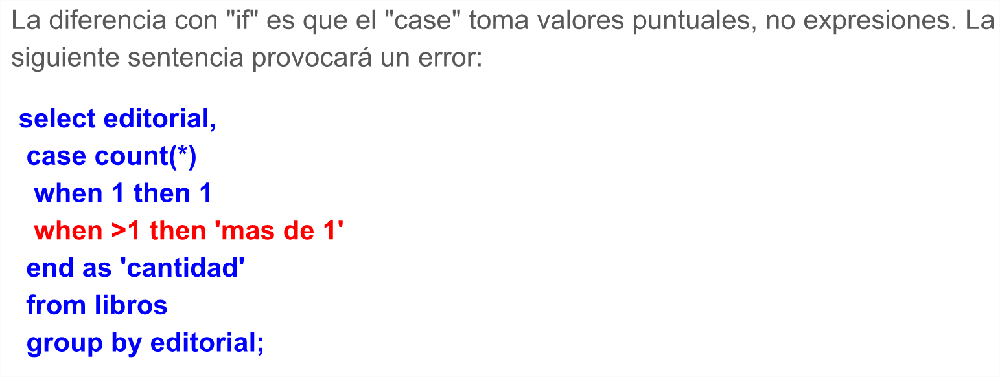 La diferencia con "if" es que el "case" toma valores puntuales, no expresiones. La
siguiente sentencia provocará un error:
select editorial,
case count(*)
when 1 then 1
when >1 then 'mas de 1'
end as 'cantidad'
from libros
group by editorial;